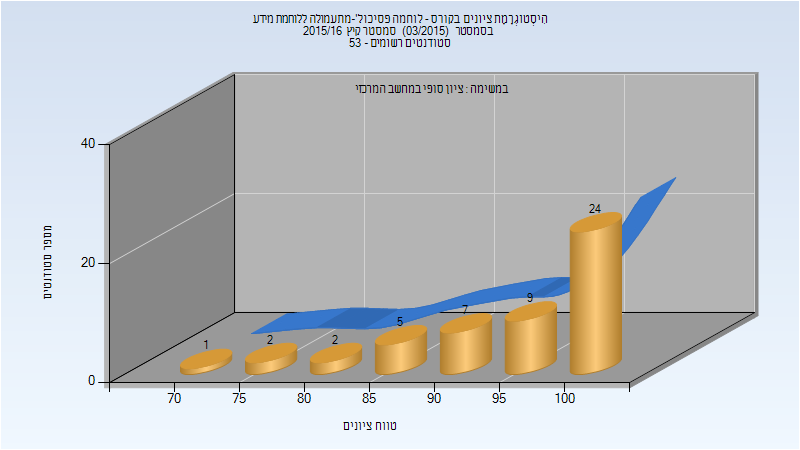 היסטוגרמת ציונים בקורס - לוחמה פסיכול'-מתעמולה ללוחמת מידע
בסמסטר (03/2015) סמסטר קיץ 2015/16
סטודנטים רשומים - 53
במשימה : ציון סופי במחשב המרכזי
40
20
0
מספר סטודנטים
1
2
2
5
7
9
24
70
75
80
85
90
95
100
טווח ציונים